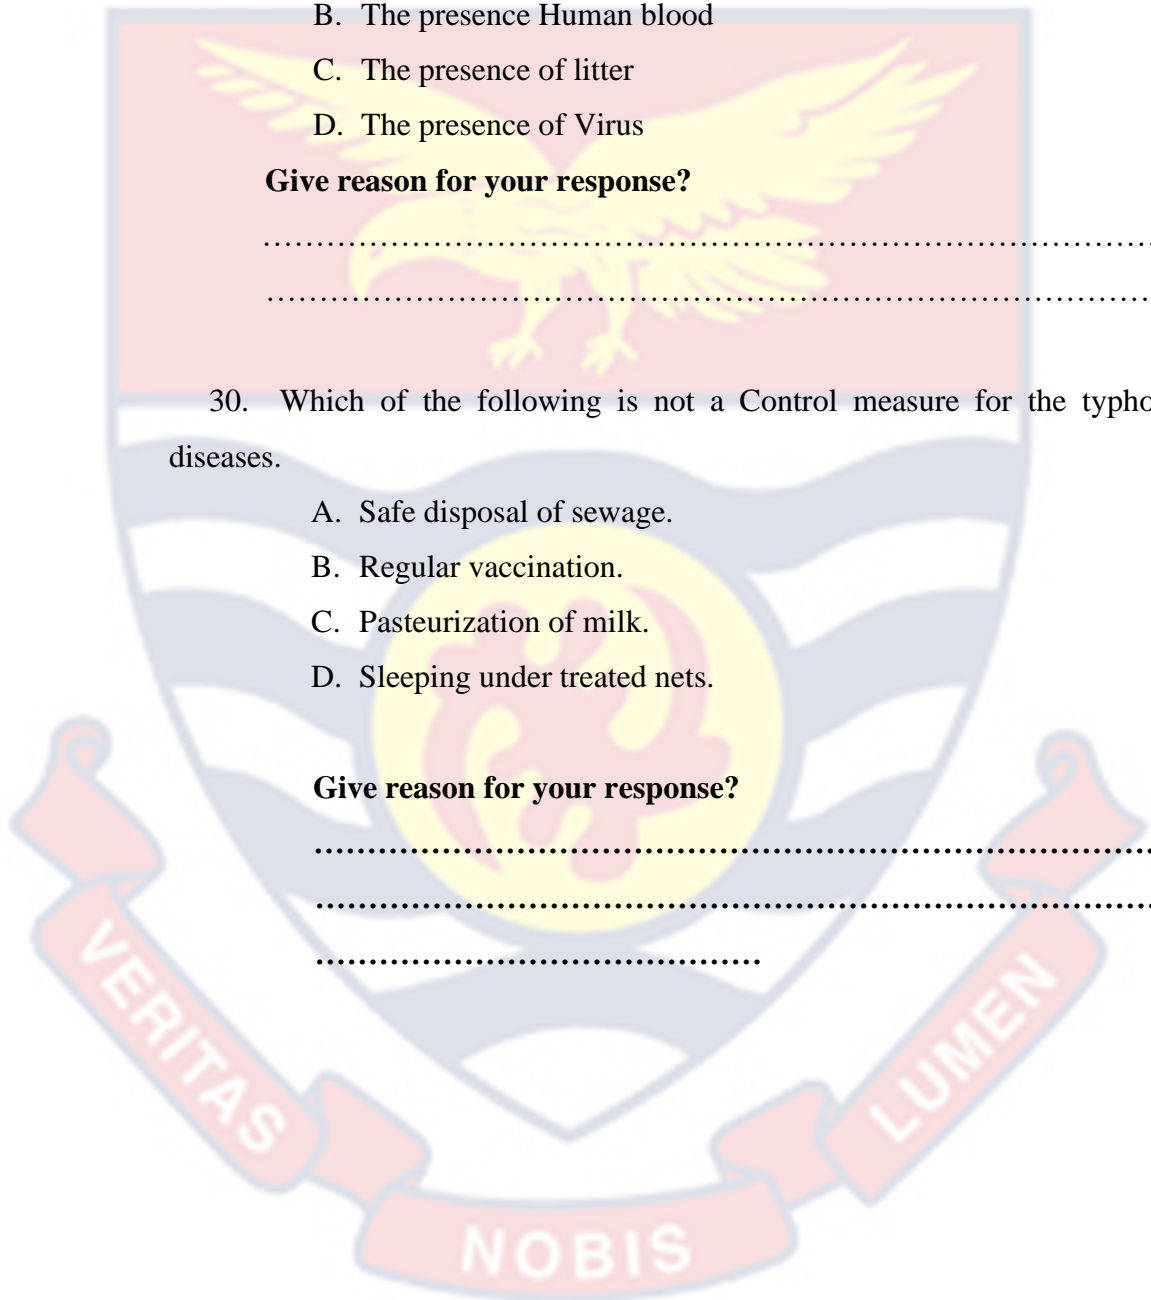 B. The presence Human blood
C. The presence of litter
D. The presence of Virus
Give reason for your response?
……………………………………………………………………………
……………………………………………………………………………
30. Which of the following is not a Control measure for the
diseases.
A. Safe disposal of sewage.
B. Regular vaccination.
C. Pasteurization of milk.
D. Sleeping under treated nets.
Give reason for your response?
……………………………………………………………………………
……………………………………………………………………………
……………………………………
VERITAS
NOBIS
LUMEN